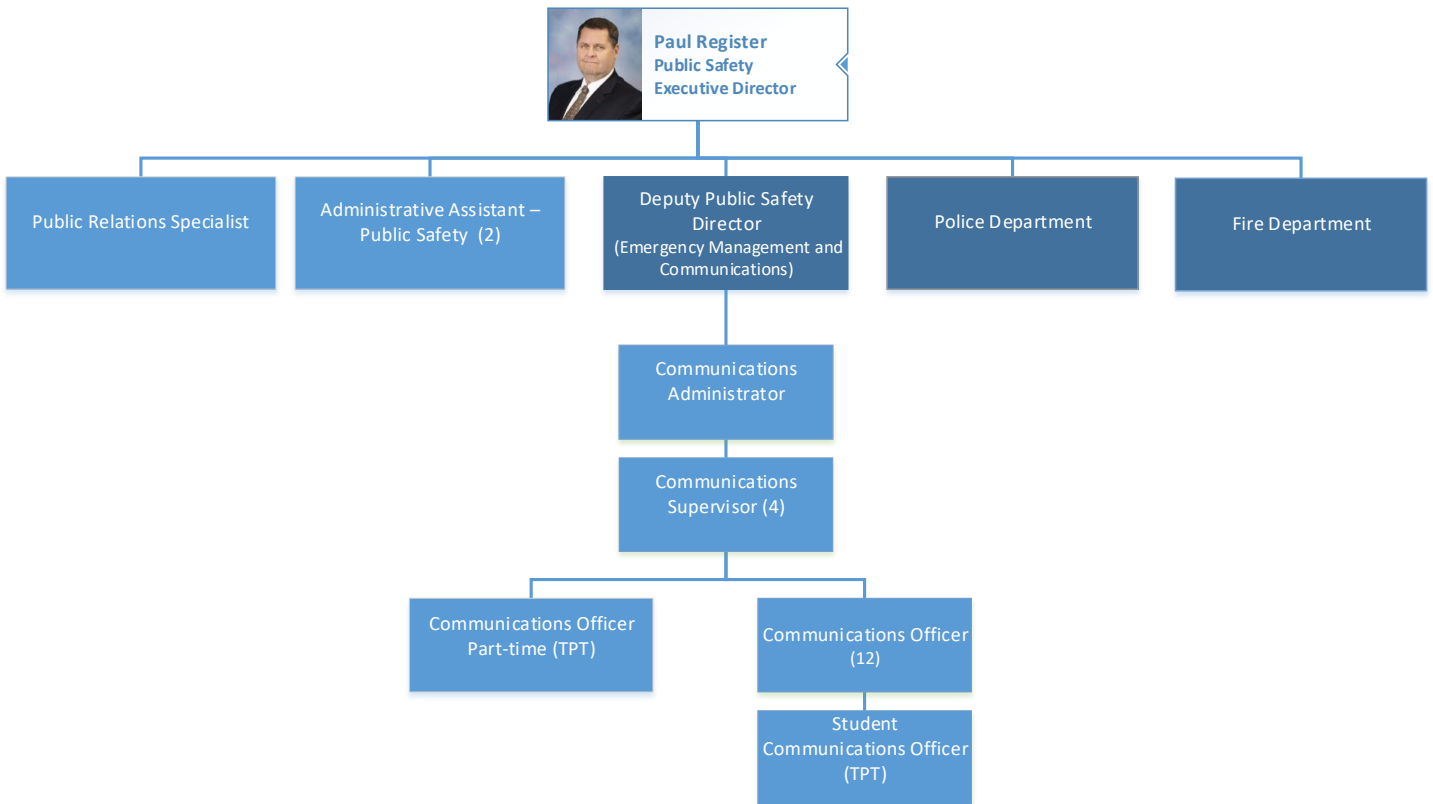 Paul Register
Public Safety
Executive Director
Public Relations Specialist
Administrative Assistant –
Public Safety (2)
Deputy Public Safety
Director
(Emergency Management and
Communications)
Police Department
Fire Department
Communications
Administrator
Communications
Supervisor (4)
Communications Officer
Part-time (TPT)
Communications Officer
(12)
Student
Communications Officer
(TPT)